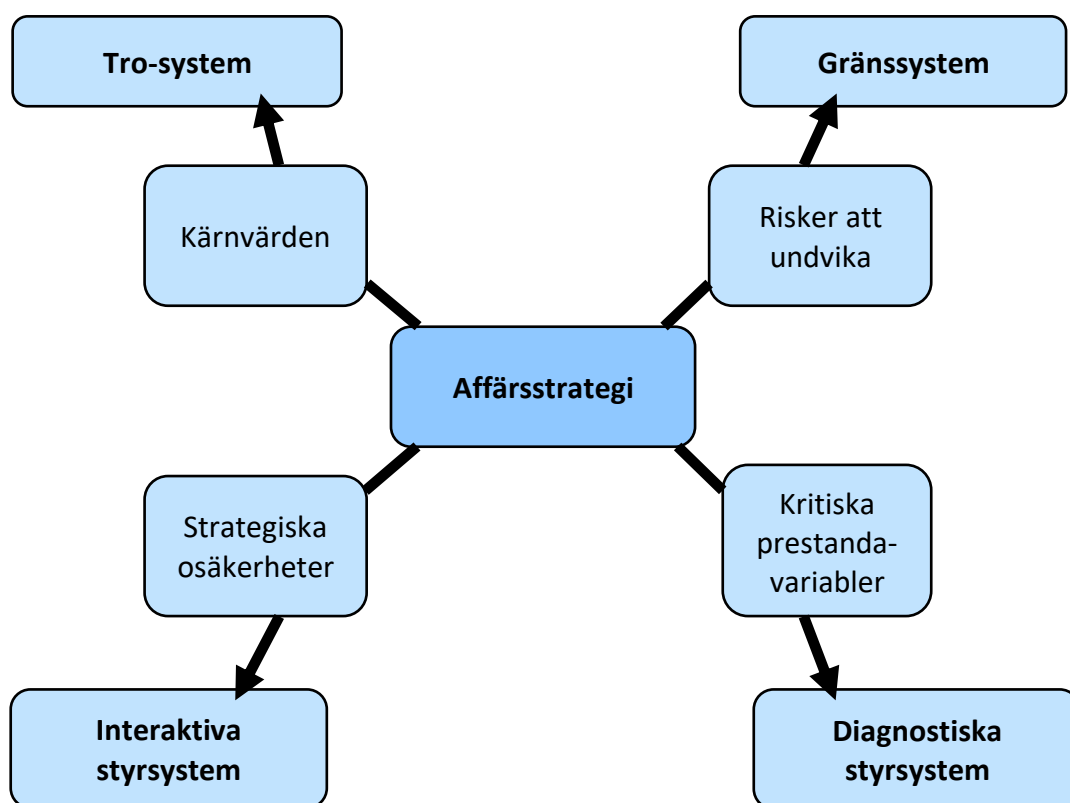 Tro-system
Gränssystem
Kärnvärden
Risker att
undvika
Affärsstrategi
Strategiska
osäkerheter
Kritiska
prestanda-
variabler
Interaktiva
styrsystem
Diagnostiska
styrsystem